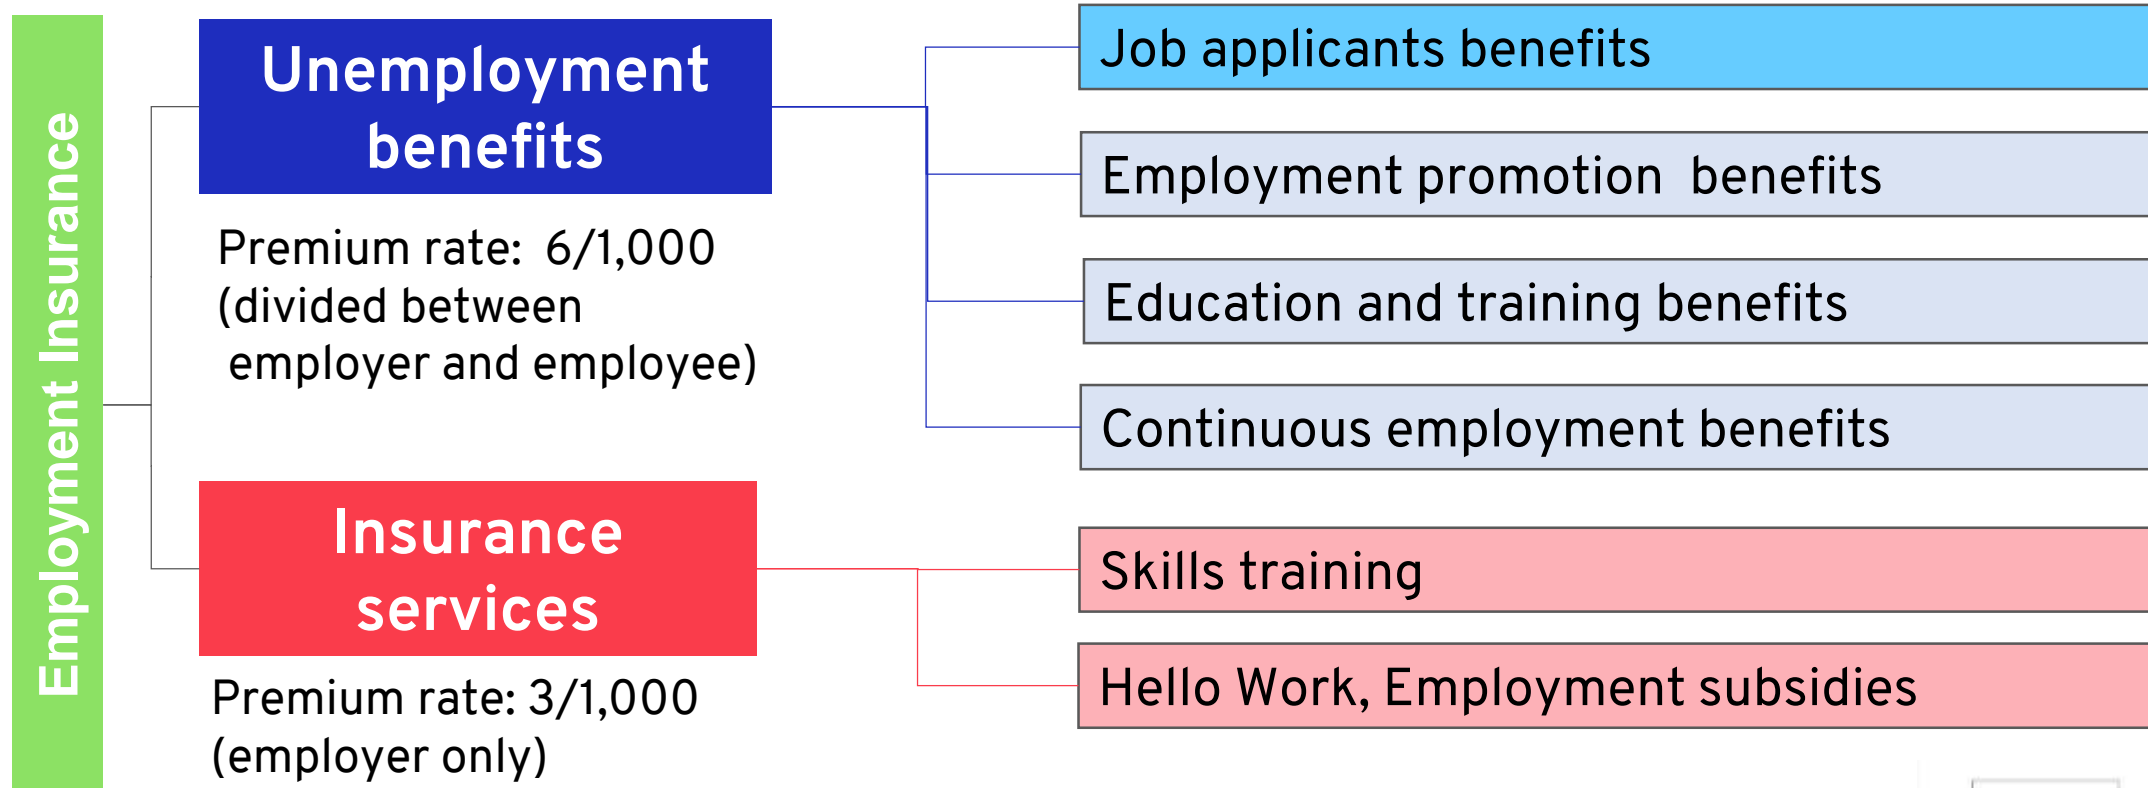 Employment Insurance
Unemployment
benefits
Premium rate:  6/1,000
(divided between
employer and employee)
Insurance
services
Premium rate: 3/1,000
(employer only)
Job applicants benefits
Employment promotion  benefits
Education and training benefits
Continuous employment benefits
Skills training
Hello Work, Employment subsidies